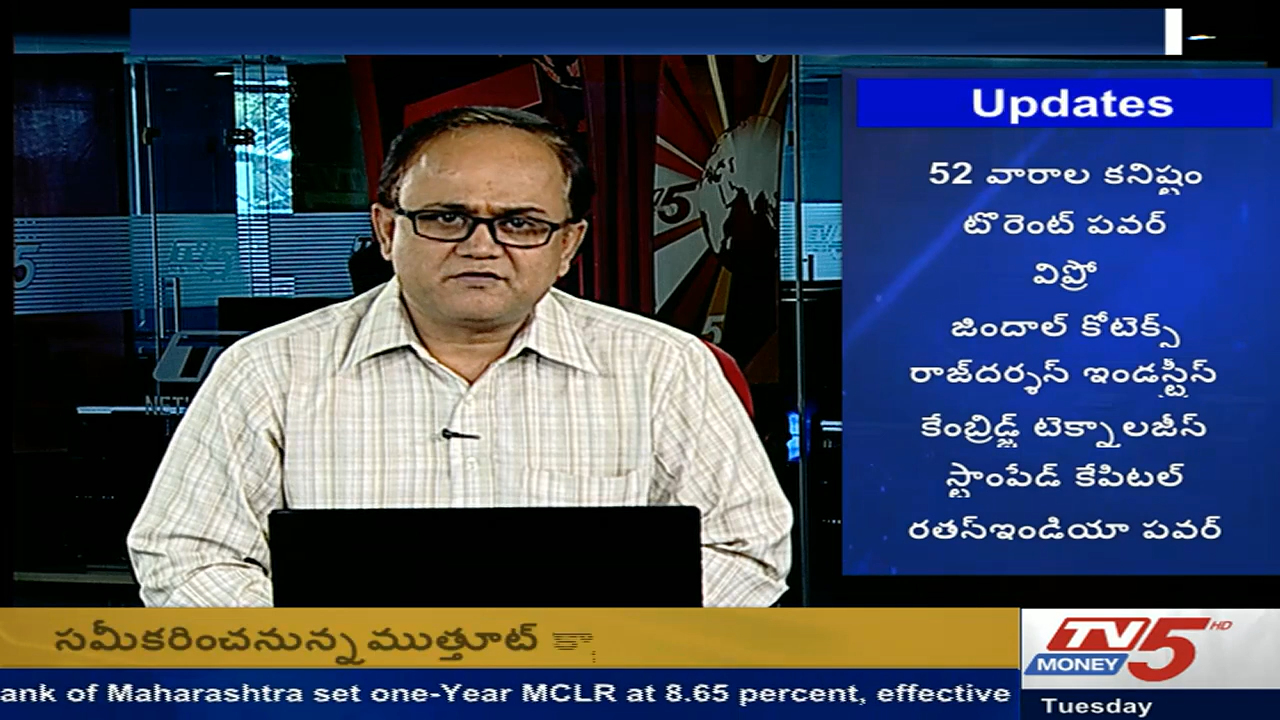 Updates
52 వారాల కనిష్టం
టొరెంట్ పవర్
విప్రో
జిందాల్ కోటెక్స్
రాజ్‌దర్శన్ ఇండస్ట్రీస్
కేంబ్రిడ్జ్ టెక్నాలజీస్
స్టాంపేడ్ కేపిటల్
రతన్ఇండియా పవర్
సమీకరించనున్న ముత్తూట్
ank of Maharashtra set one-Year MCLR at 8.65 percent, effective
TV5 HD
MONEY
Tuesday